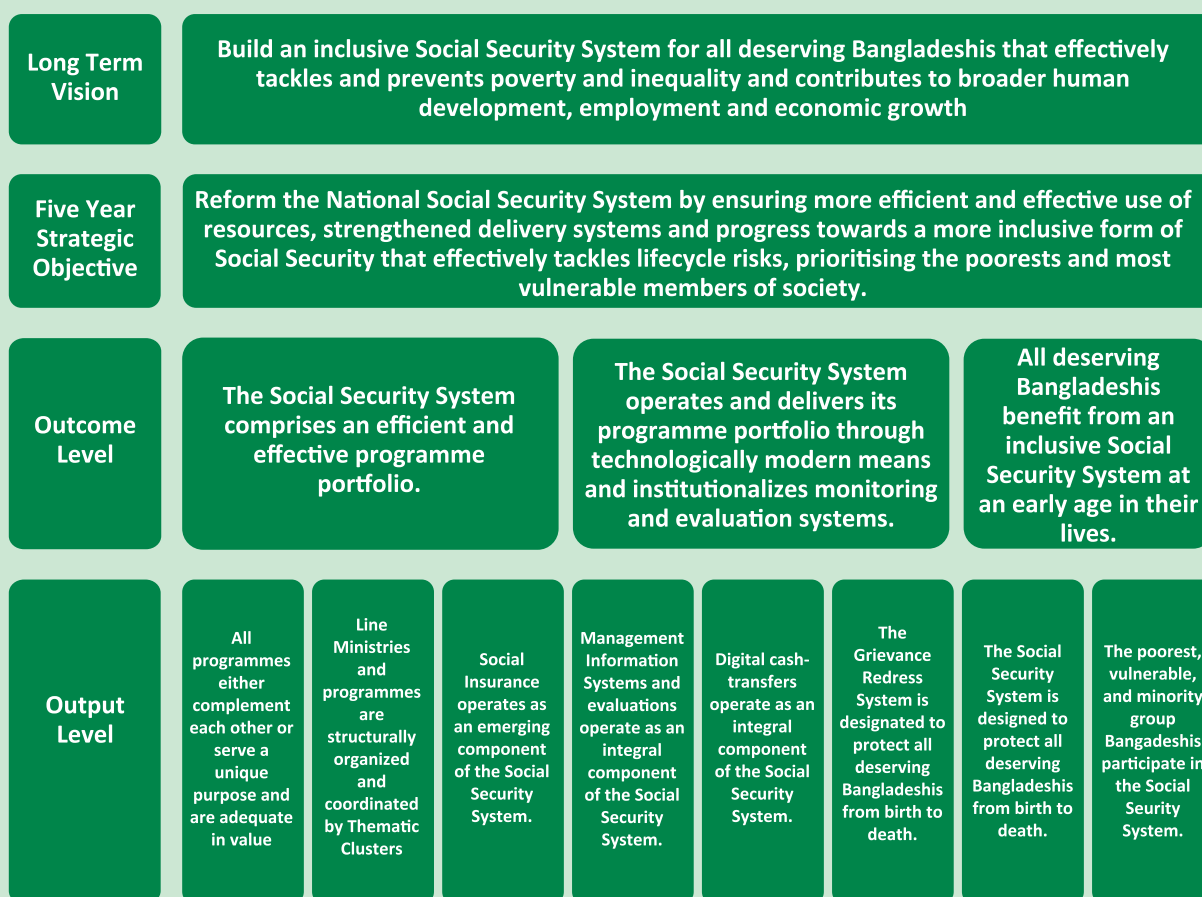 Long Term
Vision
Build an inclusive Social Security System for all deserving Bangladeshis that effectively
tackles and prevents poverty and inequality and contributes to broader human
development, employment and economic growth
Five Year
Strategic
Objective
Reform the National Social Security System by ensuring more efficient and effective use of
resources, strengthened delivery systems and progress towards a more inclusive form of
Social Security that effectively tackles lifecycle risks, prioritising the poorests and most
vulnerable members of society.
Outcome
Level
The Social Security System
comprises an efficient and
effective programme
portfolio.
The Social Security System
operates and delivers its
programme portfolio through
technologically modern means
and institutionalizes monitoring
and evaluation systems.
All deserving
Bangladeshis
benefit from an
inclusive Social
Security System at
an early age in their
lives.
Output
Level
All
programmes
either
complement
each other or
serve a
unique
purpose and
are adequate
in value
Line
Ministries
and
programmes
are
structurally
organized
and
coordinated
by Thematic
Clusters
Social
Insurance
operates as
an emerging
component
of the Social
Security
System.
Management
Information
Systems and
evaluations
operate as an
integral
component
of the Social
Security
System.
Digital cash-
transfers
operate as an
integral
component
of the Social
Security
System.
The
Grievance
Redress
System is
designated to
protect all
deserving
Bangladeshis
from birth to
death.
The Social
Security
System is
designed to
protect all
deserving
Bangladeshis
from birth to
death.
The poorest,
vulnerable,
and minority
group
Bangadeshis
participate in
the Social
Seurity
System.